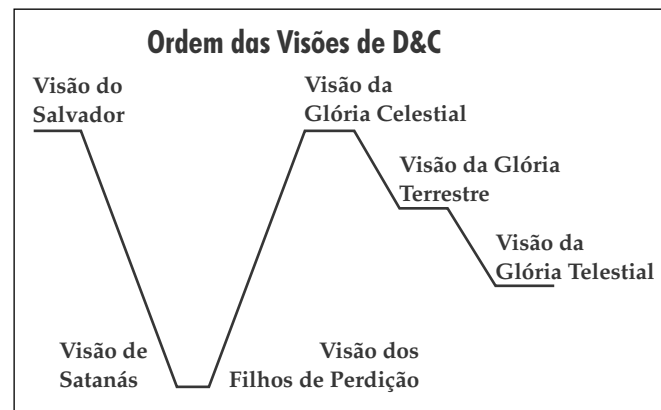 Ordem das Visões de D&C
Visão do
Salvador
Visão da
Glória Celestial
Visão da Glória
Terrestre
Visão da
Glória Telestial
Visão de
Satanás
Visão dos
Filhos de Perdição